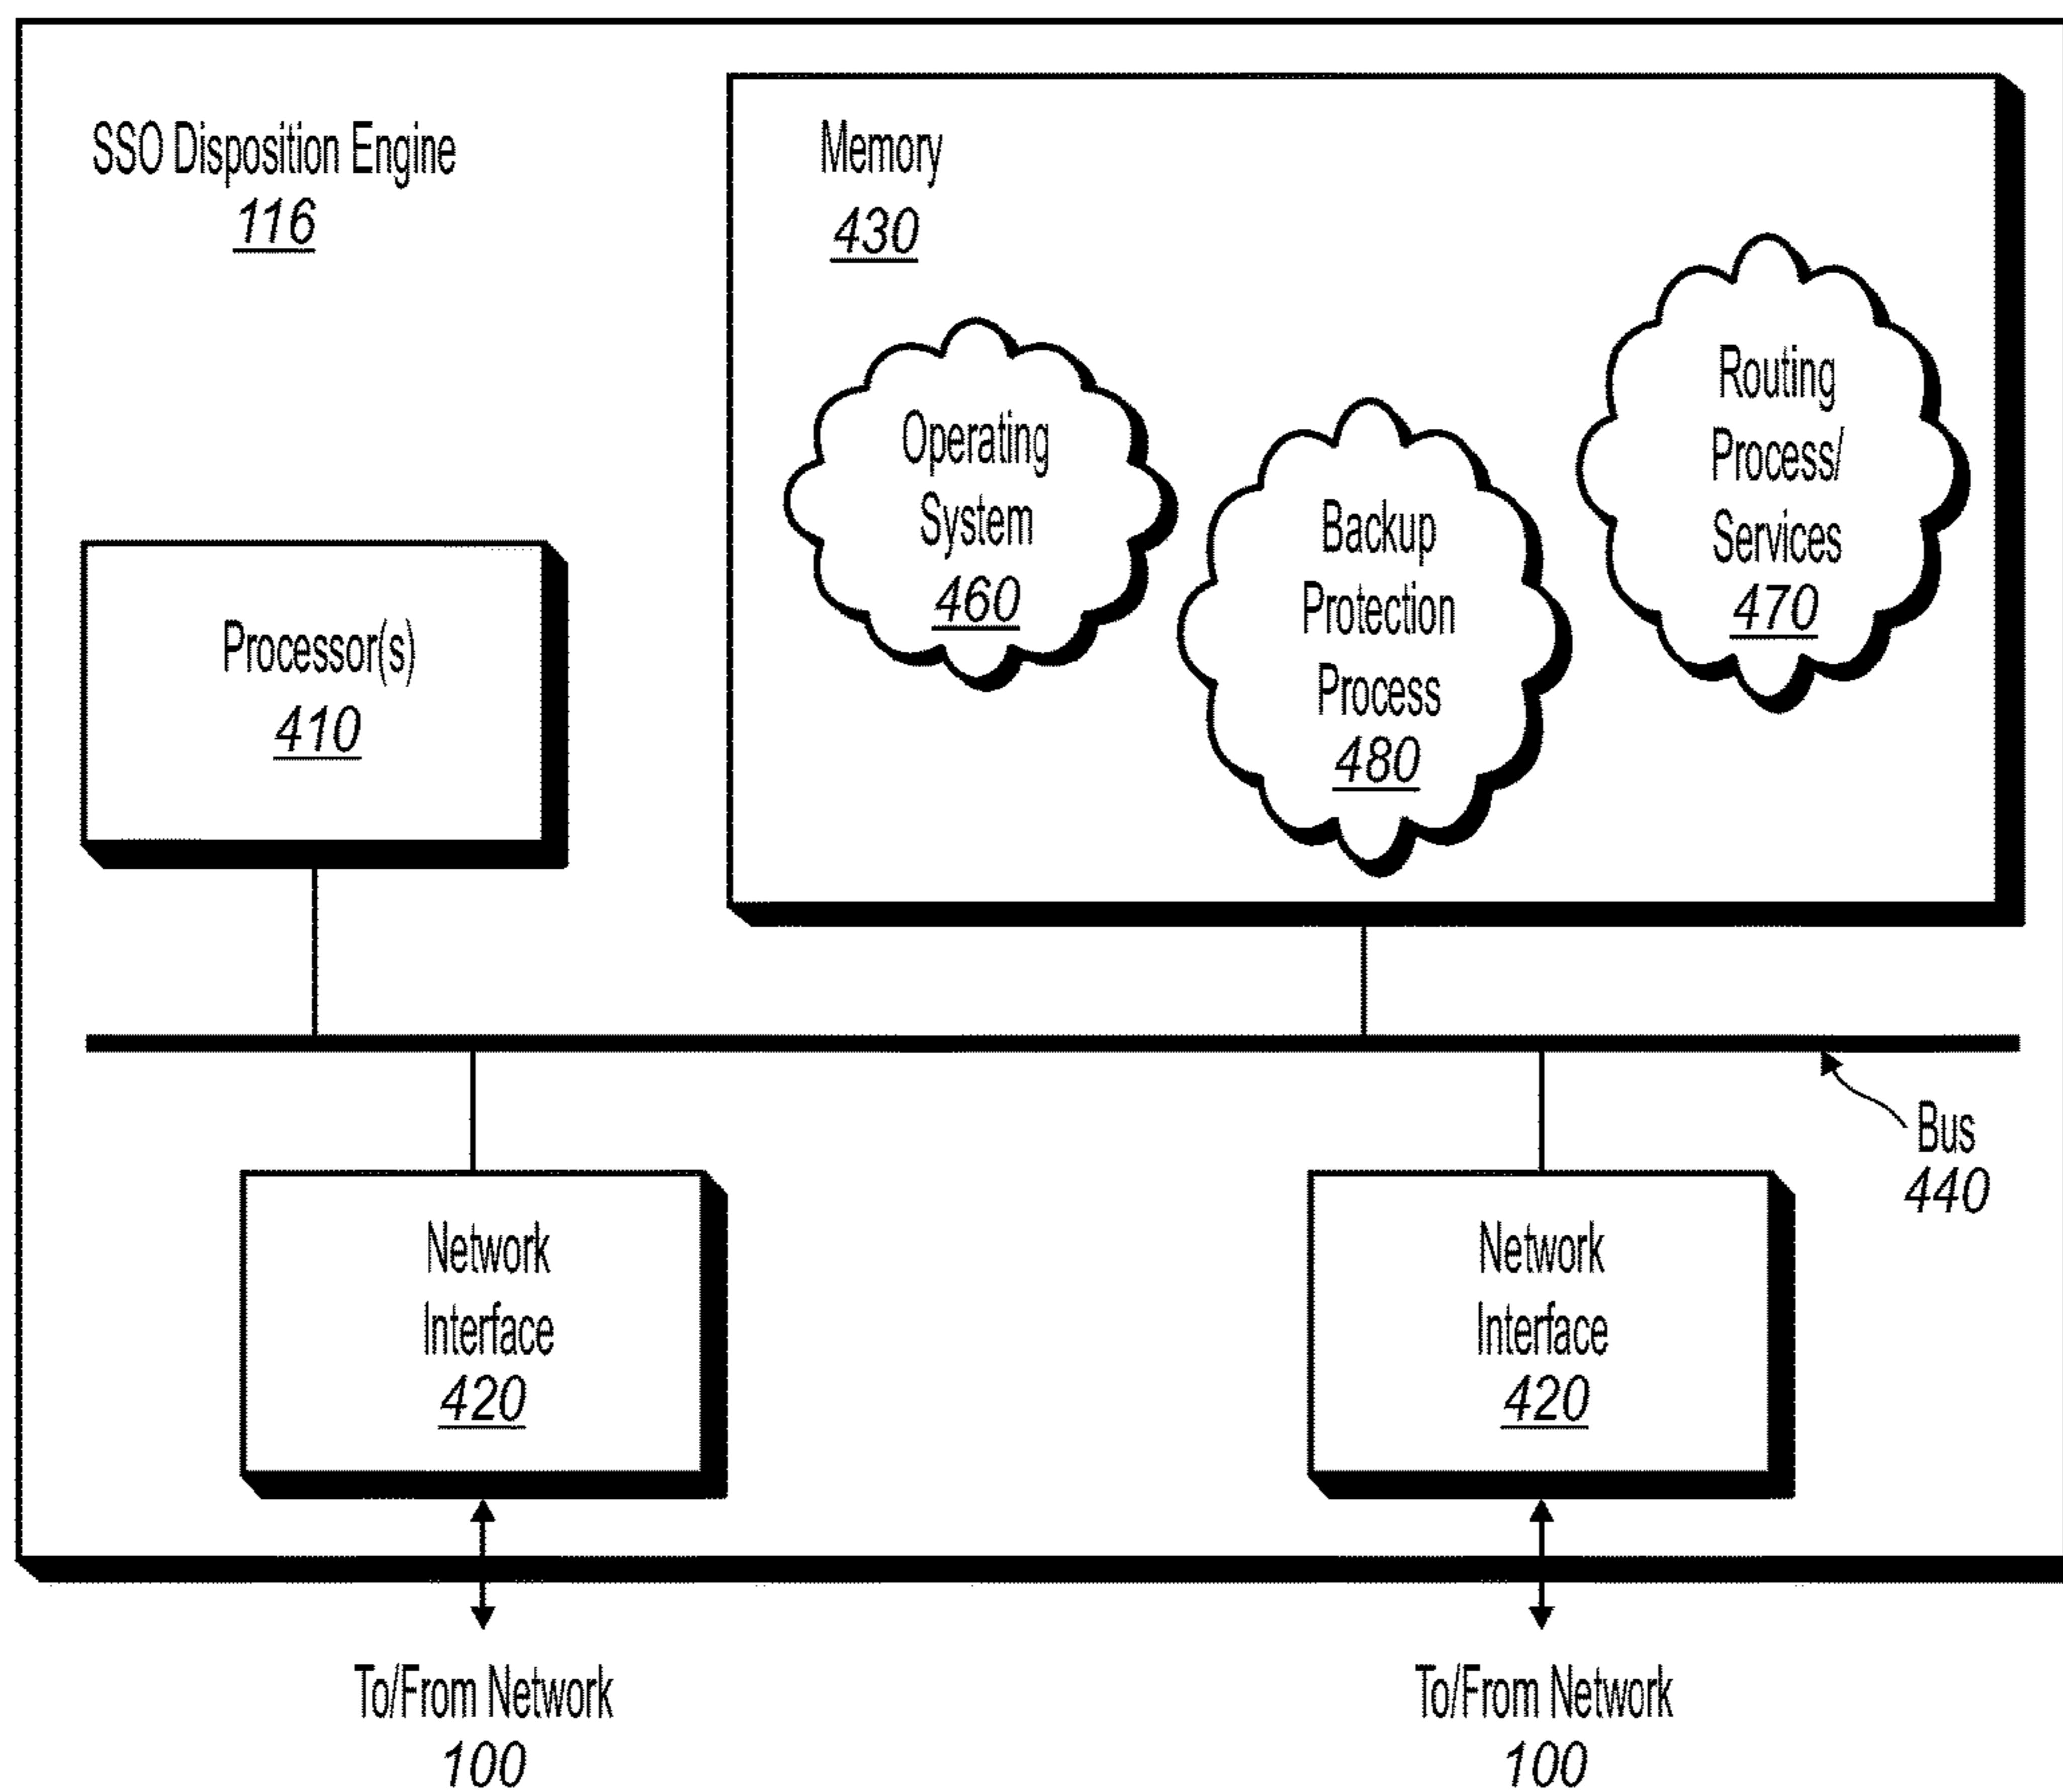 SSO Disposition Engine
116
Memory
430
Operating
System
460
Backup
Protection
Process
480
Routing
Process/
Services
470
Processor(s)
410
Bus
440
Network
Interface
420
Network
Interface
420
To/From Network
100
To/From Network
100